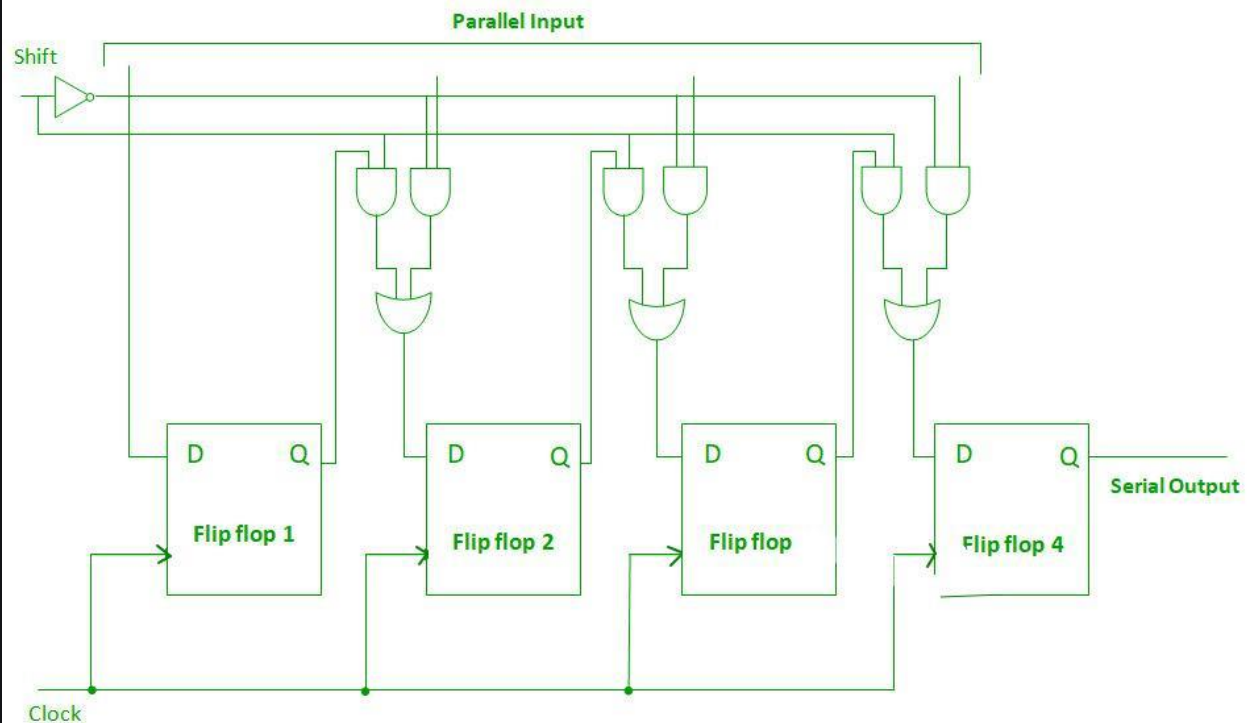 Parallel Input
Shift
D
Q
Flip flop 1
D
Q
Flip flop 2
D
Q
Flip flop
D
Q
Flip flop 4
Serial Output
Clock